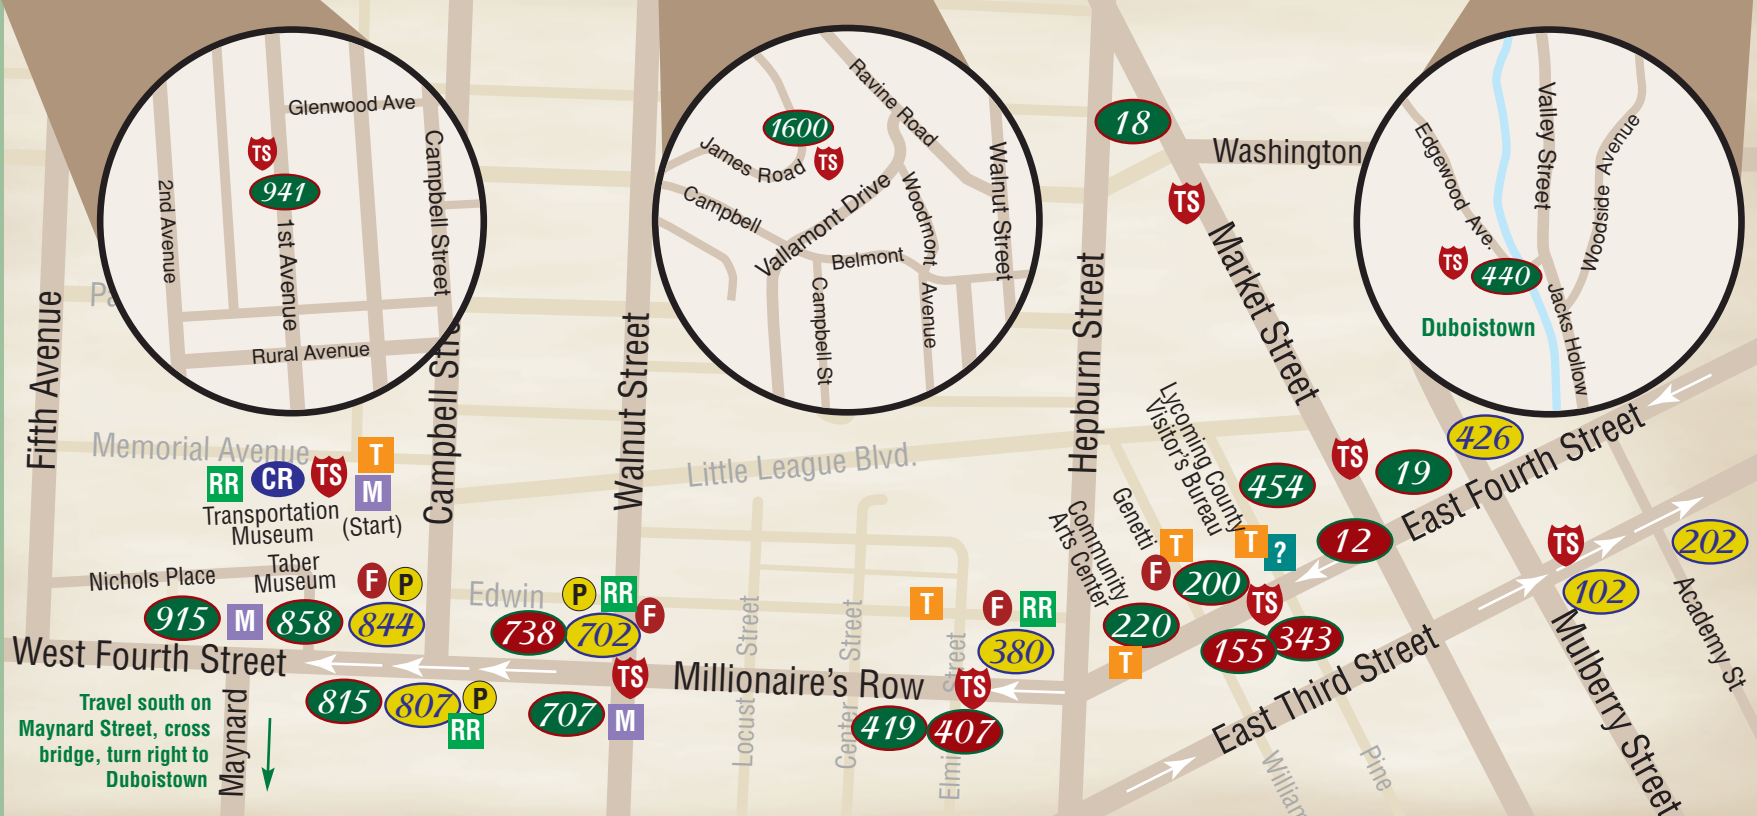 Glenwood Ave
TS
941
2nd Avenue
1st Avenue
Campbell Street
Rural Avenue
1600
TS
James Road
Ravine Road
Campbell
Vallamont Drive
Woodmont
Avenue
Walnut Street
Belmont
Campbell St
18
Washington
TS
Market Street
Edgewood Ave.
Valley Street
Woodside Avenue
TS
440
Jacks Hollow
Duboistown
Fifth Avenue
Pa
Memorial Avenue
RR
CR
TS
T
M
Transportation
Museum
(Start)
Campbell Stre
Walnut Street
Little League Blvd.
Hepburn Street
Lycoming County
Visitor's Bureau
Genetti
Community
Arts Center
454
TS
19
426
East Fourth Street
T
F
200
T
?
12
TS
220
T
155
343
East Third Street
TS
102
202
Mulberry Street
Academy St
Nichols Place
Taber
Museum
915
M
858
F
P
844
Edwin
P
RR
738
702
F
TS
T
F
RR
380
West Fourth Street
Millionaire's Row
TS
815
807
P
RR
707
M
419
407
Locust Street
Center Street
Elmi Street
William
Pine
Maynard
Travel south on
Maynard Street, cross
bridge, turn right to
Duboistown